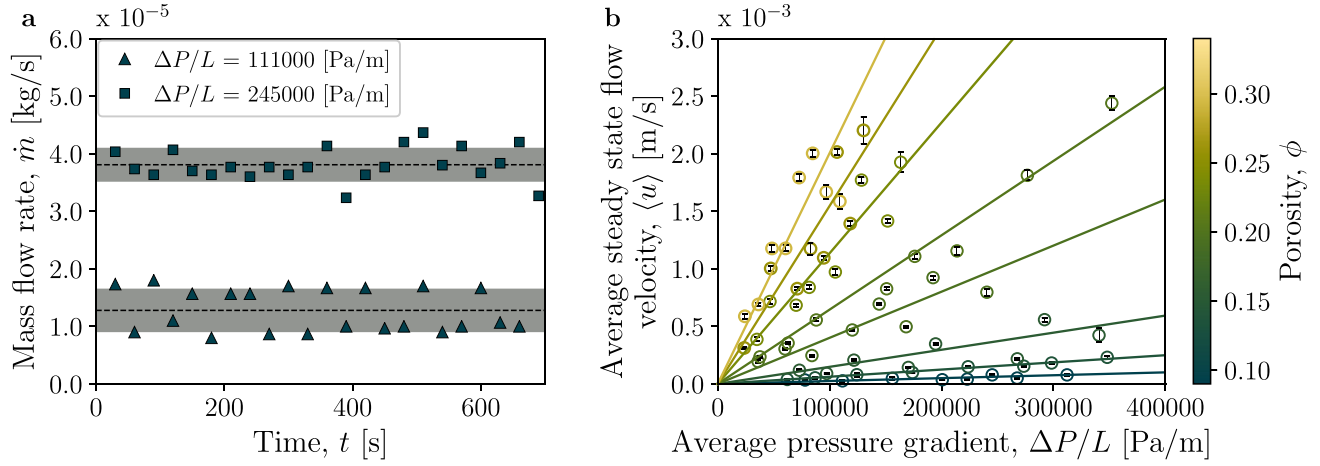 a
x 10⁻⁵
Mass flow rate, ṁ [kg/s]
6.0
5.0
4.0
3.0
2.0
1.0
0.0
ΔP/L = 111000 [Pa/m]
ΔP/L = 245000 [Pa/m]
0
200
400
600
Time, t [s]
b
x 10⁻³
Average steady state flow
velocity, ⟨u⟩ [m/s]
3.0
2.5
2.0
1.5
1.0
0.5
0.0
0
100000
200000
300000
400000
Average pressure gradient, ΔP/L [Pa/m]
0.30
0.25
0.20
0.15
0.10
Porosity, ϕ